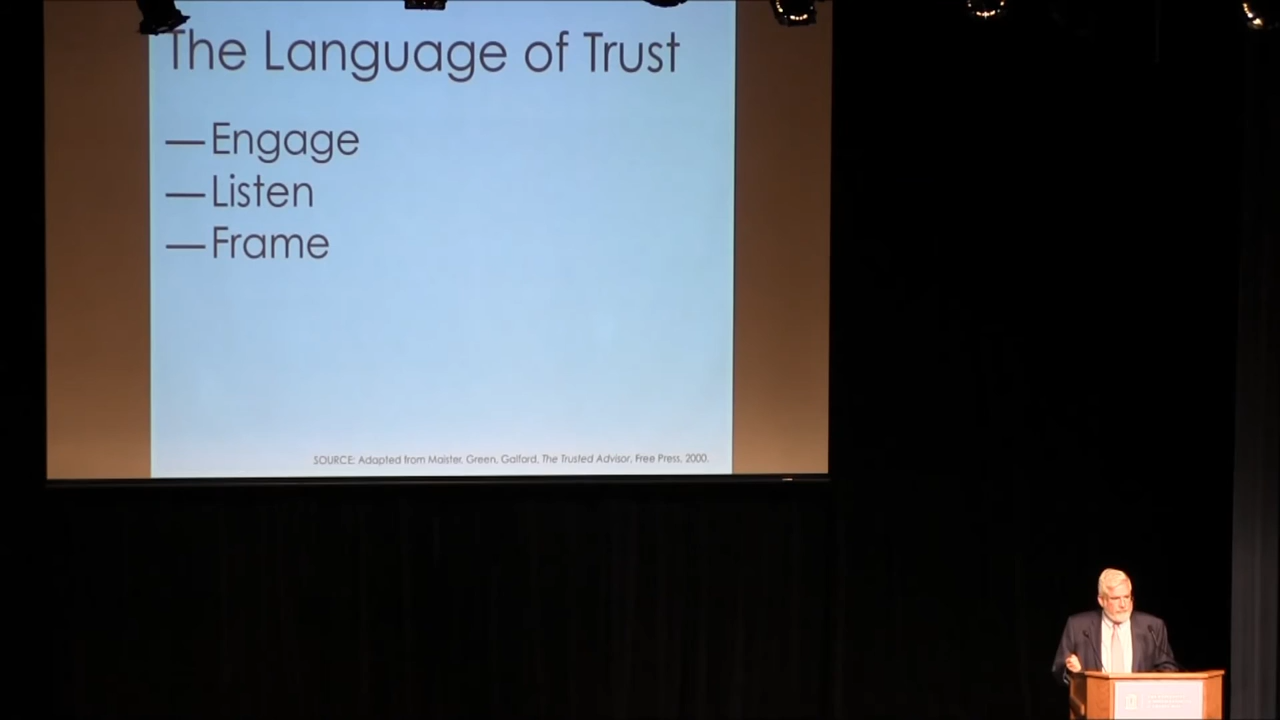 The Language of Trust
—Engage
—Listen
—Frame
SOURCE: Adapted from Maister, Green, Galford, The Trusted Advisor, Free Press, 2000.